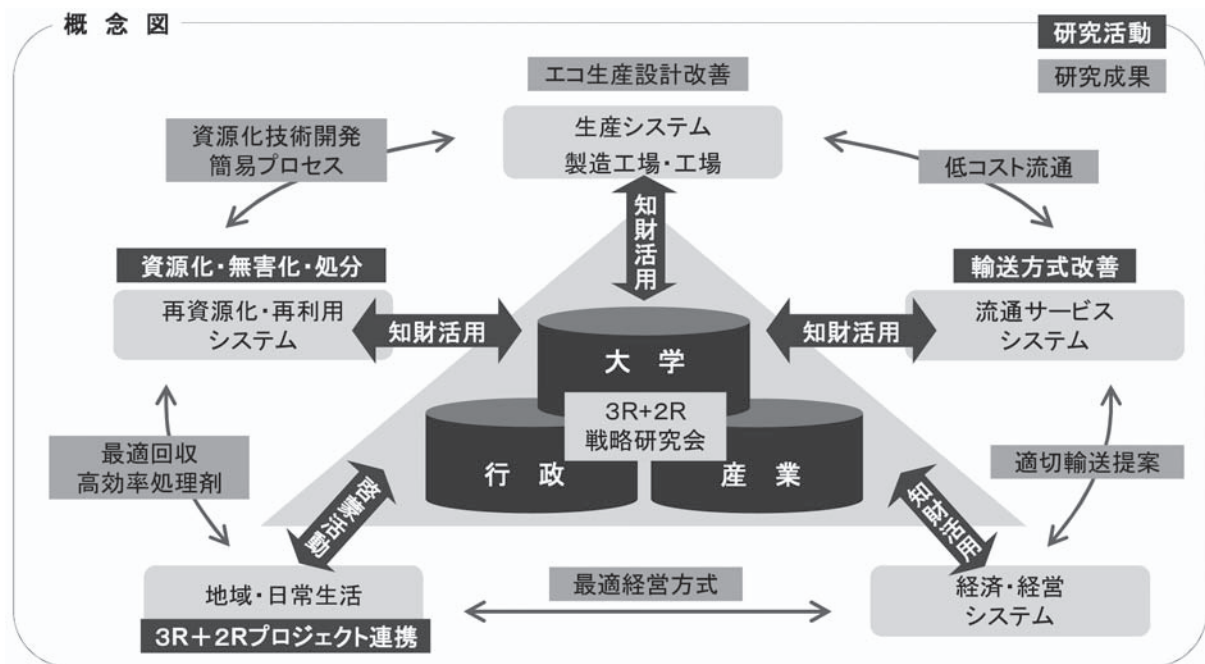 概念図
研究活動
研究成果
エコ生産設計改善
生産システム
製造工場・工場
資源化技術開発
簡易プロセス
低コスト流通
知財活用
資源化・無害化・処分
再資源化・再利用
システム
知財活用
輸送方式改善
流通サービス
システム
知財活用
大学
3R+2R
戦略研究会
行政
産業
最適回収
高効率処理剤
適切輸送提案
啓蒙活動
知財活用
地域・日常生活
3R+2Rプロジェクト連携
最適経営方式
経済・経営
システム